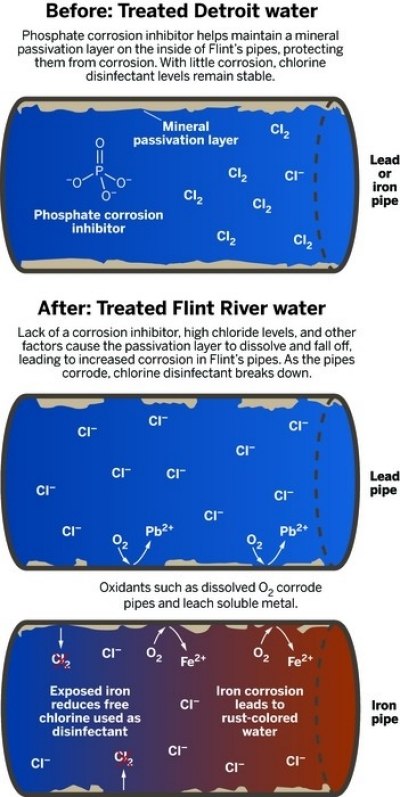 Before: Treated Detroit water
Phosphate corrosion inhibitor helps maintain a mineral
passivation layer on the inside of Flint's pipes, protecting
them from corrosion. With little corrosion, chlorine
disinfectant levels remain stable.
Mineral
passivation layer
Cl₂
O
⁻O P O⁻
O⁻
Cl₂
Cl⁻
Cl₂
Cl₂
Phosphate corrosion
inhibitor
Cl₂
Cl₂
Lead
or
iron
pipe
After: Treated Flint River water
Lack of a corrosion inhibitor, high chloride levels, and other
factors cause the passivation layer to dissolve and fall off,
leading to increased corrosion in Flint's pipes. As the pipes
corrode, chlorine disinfectant breaks down.
Cl⁻
Cl⁻
Cl⁻
Cl⁻
Cl⁻
Cl⁻
Cl⁻
Cl⁻
Cl⁻
Cl⁻
O₂
Pb²⁺
O₂
Pb²⁺
Lead
pipe
Oxidants such as dissolved O₂ corrode
pipes and leach soluble metal.
Cl₂
Cl⁻
O₂
Fe²⁺
O₂
Fe²⁺
Exposed iron
reduces free
chlorine used as
disinfectant
Cl⁻
Iron corrosion
leads to
rust-colored
water
Cl⁻
Cl₂
Cl⁻
Cl⁻
Cl⁻
Iron
pipe